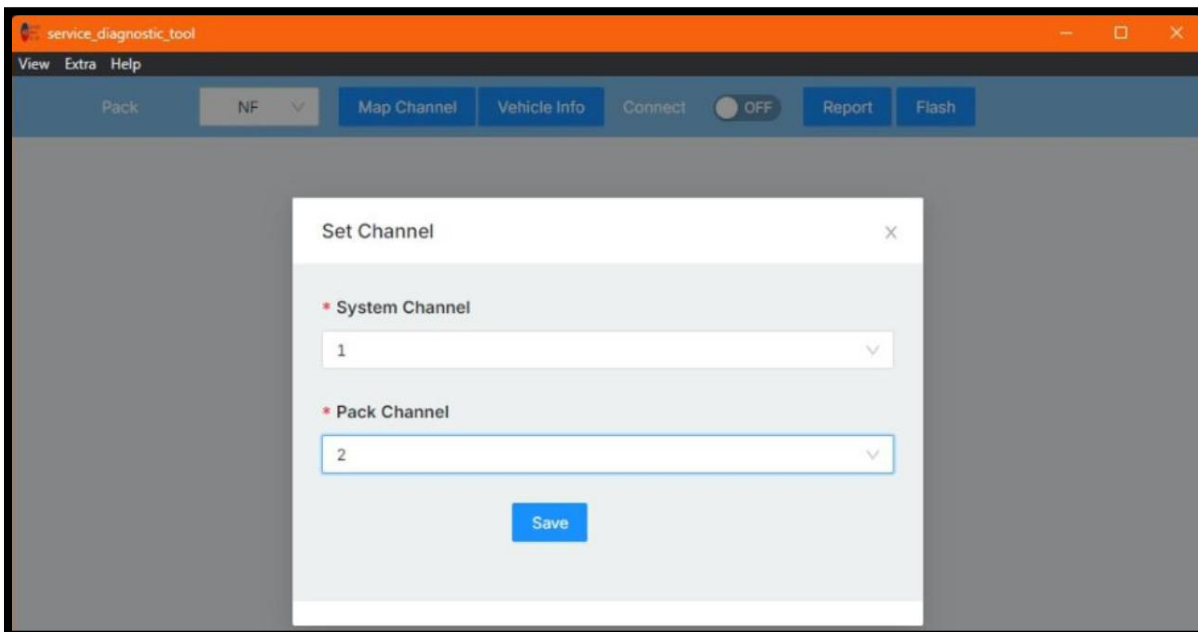 service_diagnostic_tool
View Extra Help
Pack NF Map Channel Vehicle Info Connect OFF Report Flash
Set Channel
* System Channel
1
* Pack Channel
2
Save